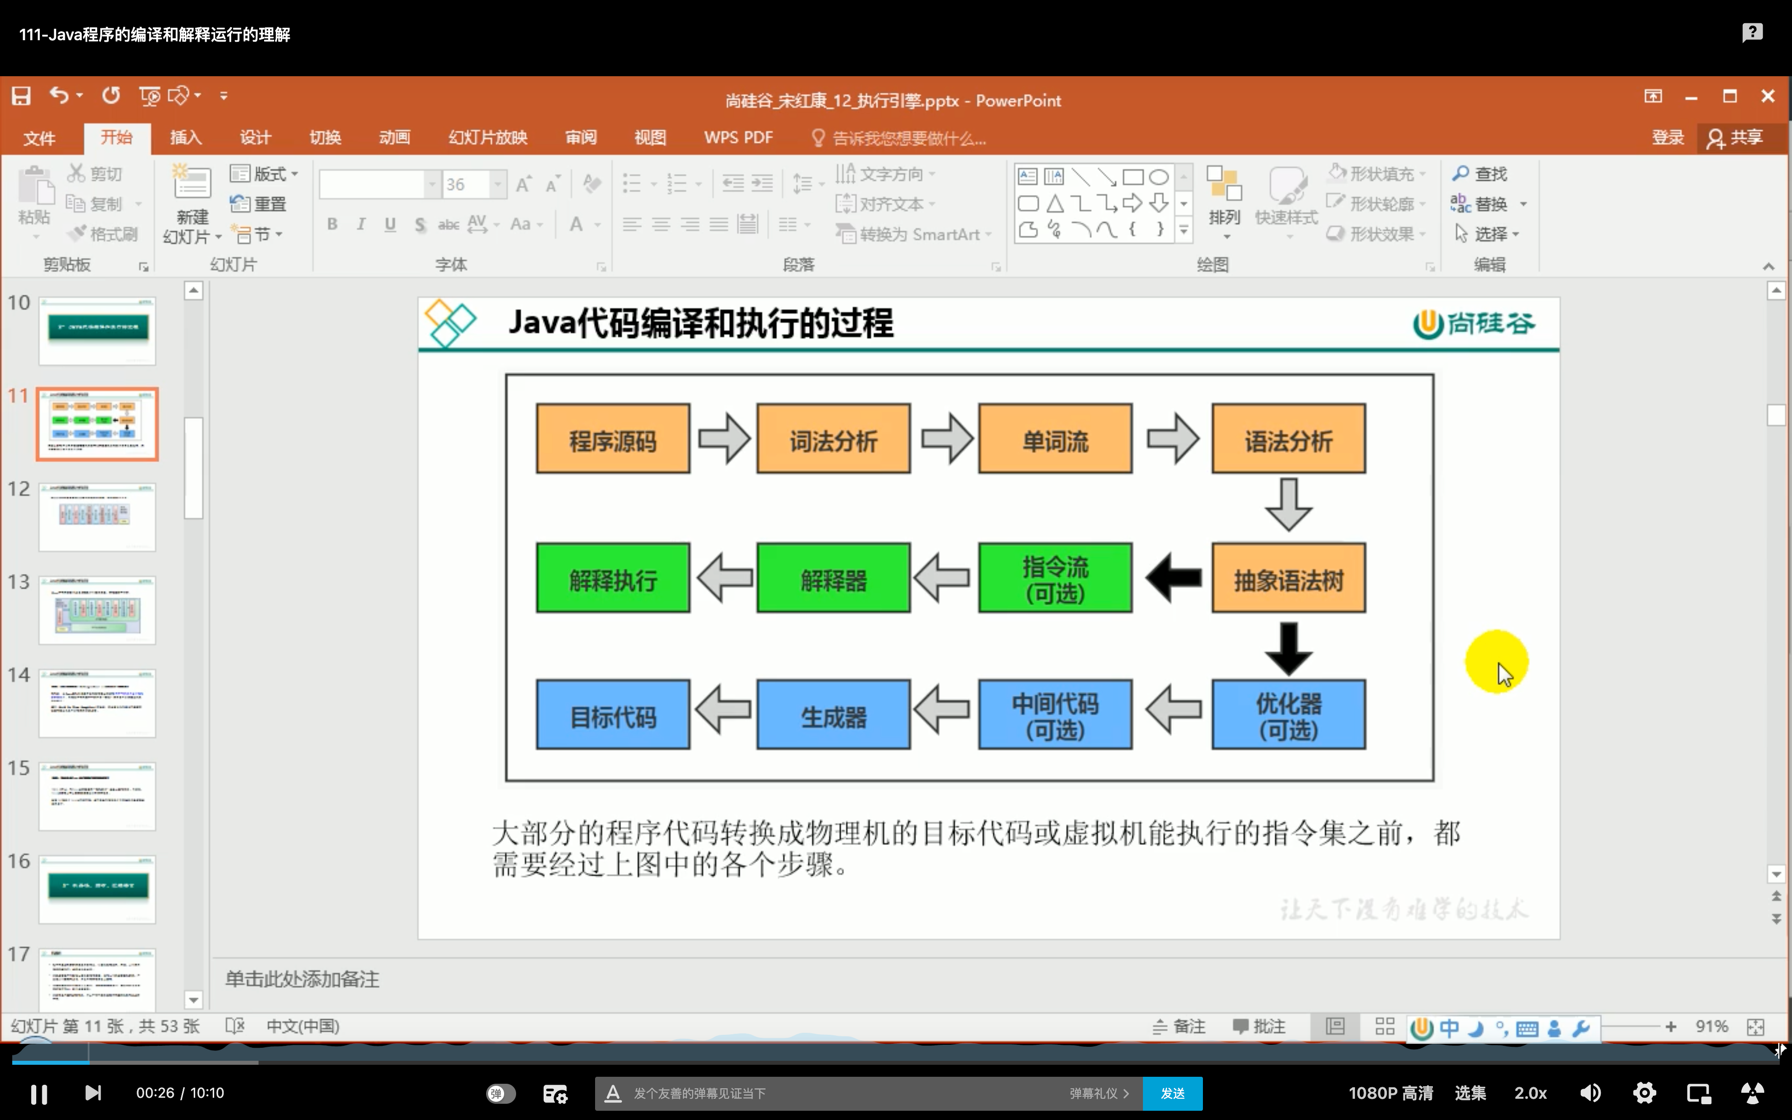 111-Java程序的编译和解释运行的理解
尚硅谷_宋红康_12_执行引擎.pptx - PowerPoint
文件 开始 插入 设计 切换 动画 幻灯片放映 审阅 视图 WPS PDF 告诉我您想要做什么... 登录 共享
粘贴 剪切 复制 格式刷 剪贴板
新建幻灯片 版式 重置 节 幻灯片
36
B I U S abc AV Aa A
字体
文字方向 对齐文本 转换为 SmartArt 段落
排列 快速样式 形状填充 形状轮廓 形状效果 绘图
查找 替换 选择 编辑
10
11
12
13
14
15
16
17
Java代码编译和执行的过程
尚硅谷
程序源码 词法分析 单词流 语法分析
解释执行 解释器 指令流(可选) 抽象语法树
目标代码 生成器 中间代码(可选) 优化器(可选)
大部分的程序代码转换成物理机的目标代码或虚拟机能执行的指令集之前，都
需要经过上图中的各个步骤。
让天下没有难学的技术
单击此处添加备注
幻灯片 第 11 张，共 53 张 中文(中国) 备注 批注 中 91%
00:26 / 10:10 弹 发个友善的弹幕见证当下 弹幕礼仪 > 发送 1080P 高清 选集 2.0x